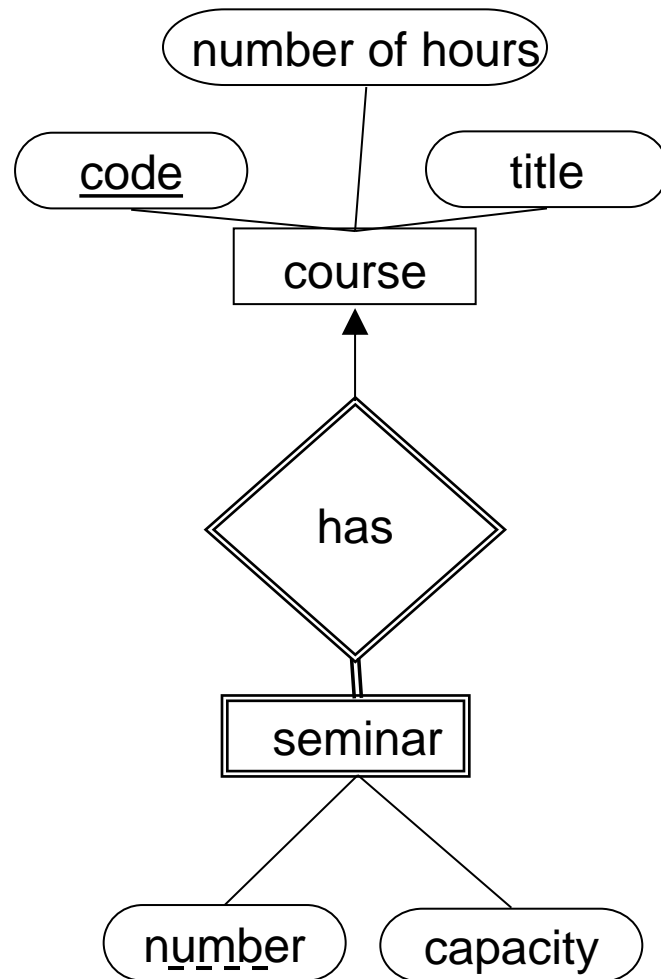 number of hours
code
title
course
has
seminar
number
capacity